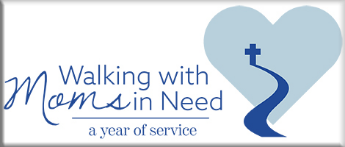 Walking with
Moms in Need
a year of service